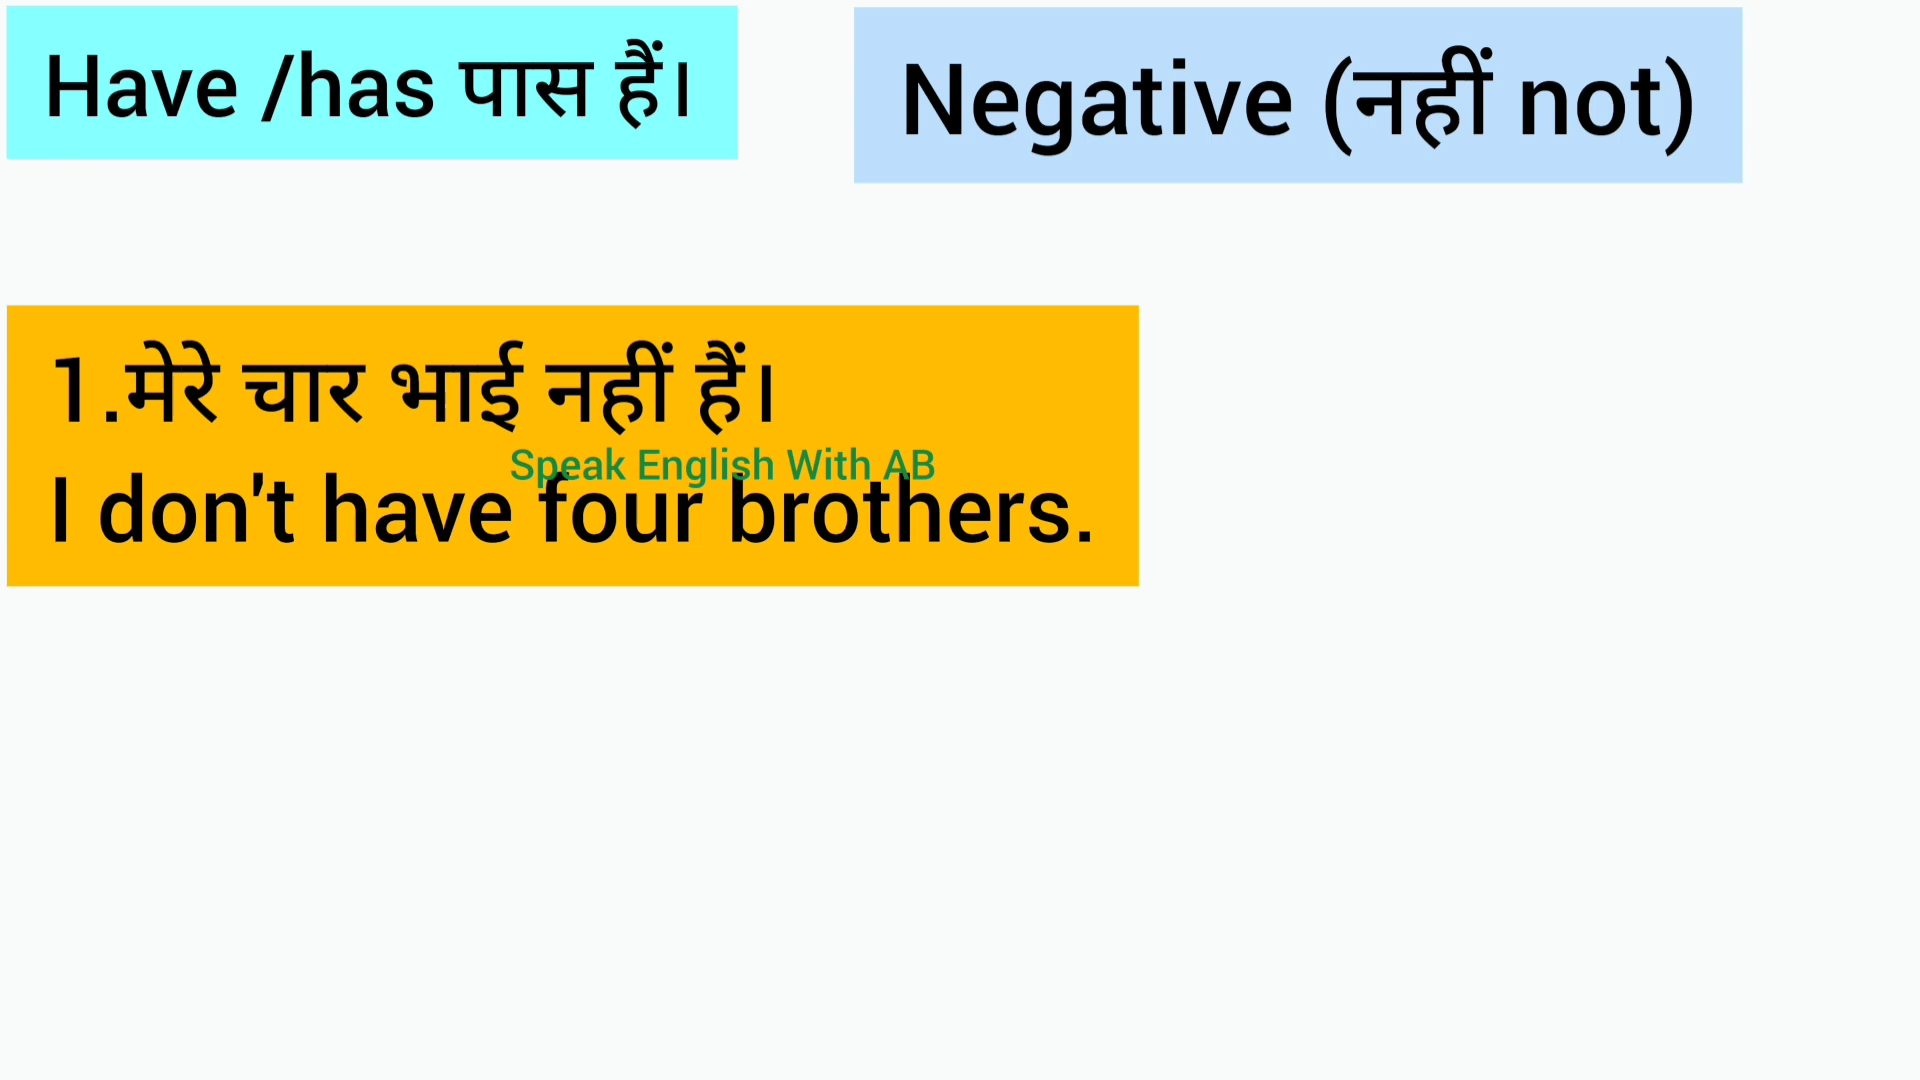 Have /has पास हैं।
Negative (नहीं not)
1.मेरे चार भाई नहीं हैं।
Speak English With AB
I don't have four brothers.